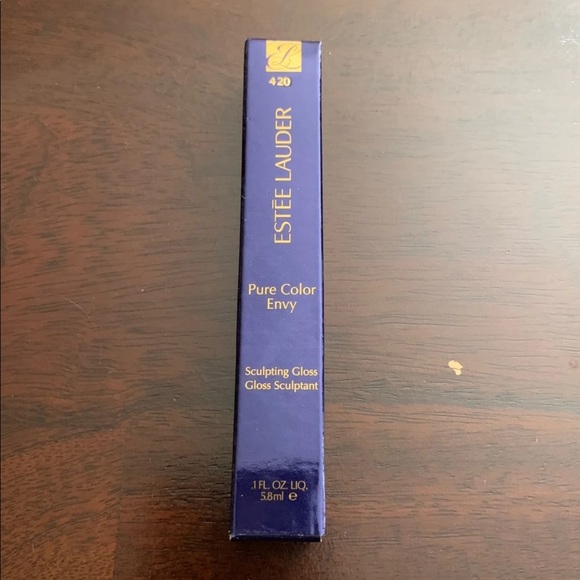 420
ESTĒE LAUDER
Pure Color
Envy
Sculpting Gloss
Gloss Sculptant
.1 FL. OZ. LIQ.
5.8ml e